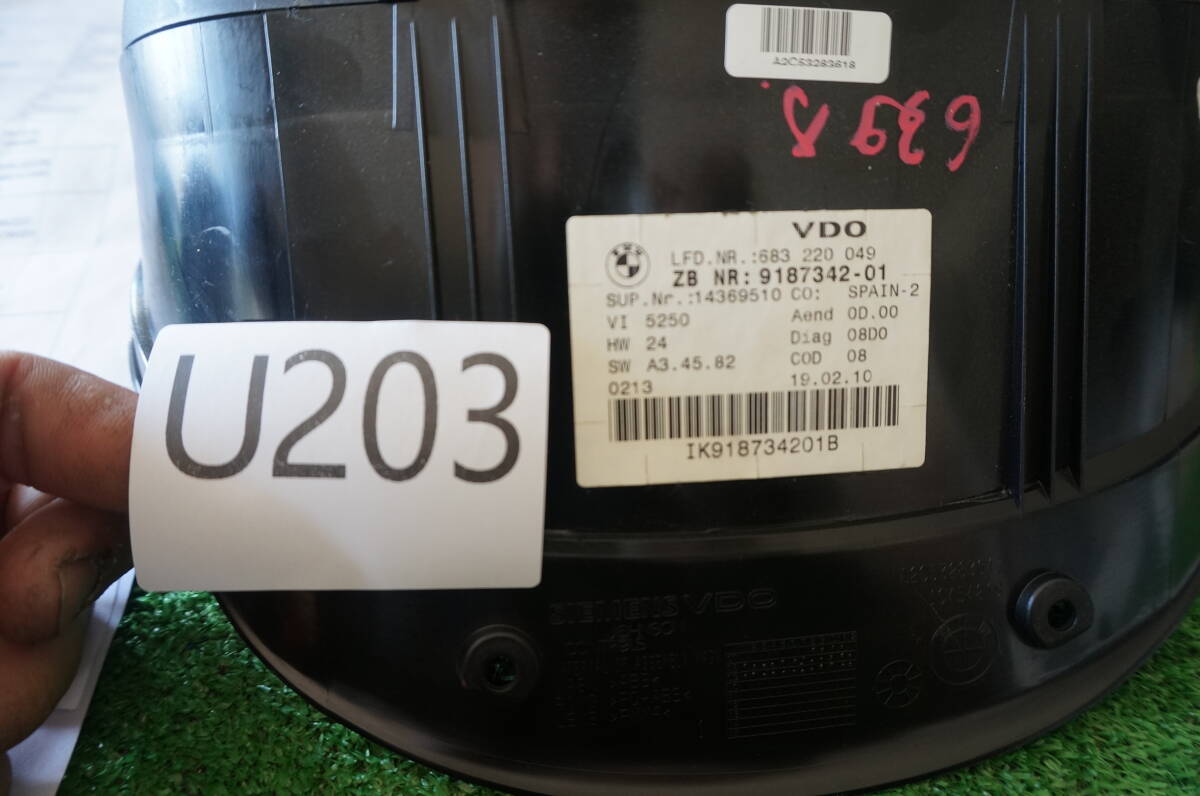 A2C53283618
VDO
LFD.NR.:683 220 049
ZB NR: 9187342-01
SUP.Nr.:14369510 CO: SPAIN-2
VI 5250 Aend 0D.00
HW 24 Diag 08D0
SW A3.45.82 COD 08
0213 19.02.10
IK918734201B
U203
SIEMENS VDO